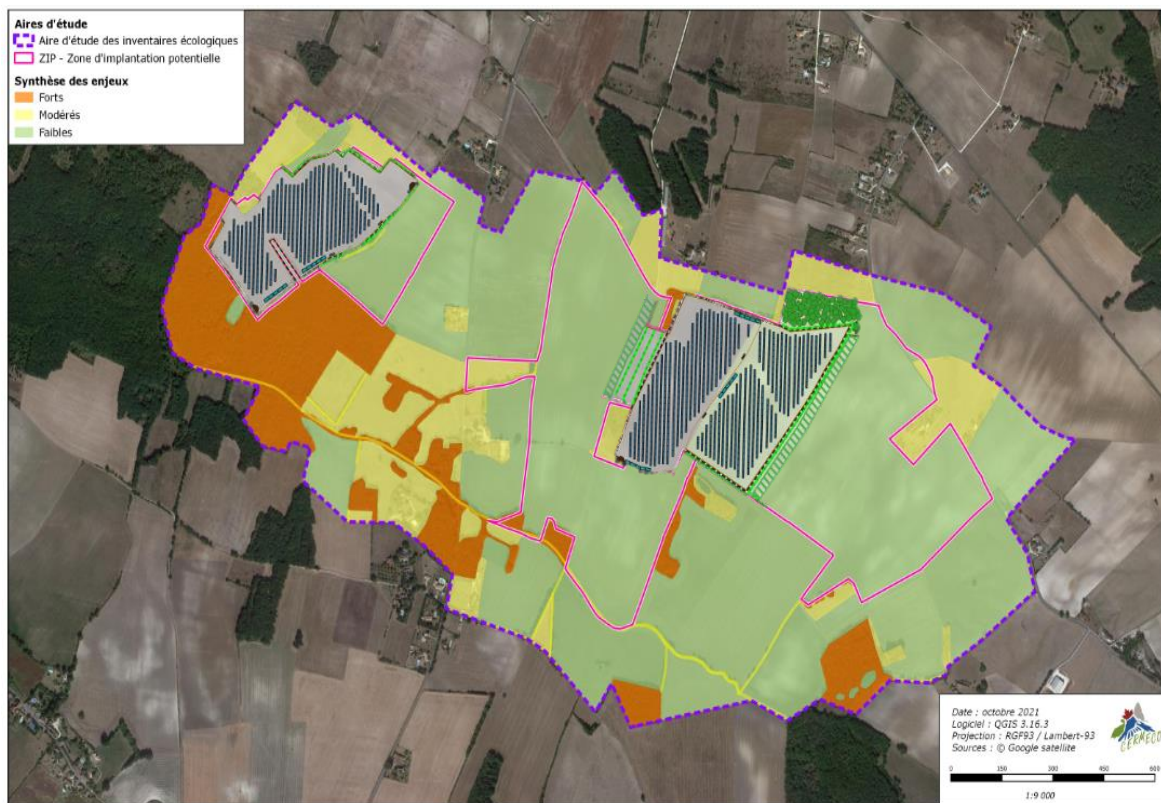 Aires d'étude
Aire d'étude des inventaires écologiques
ZIP - Zone d'implantation potentielle
Synthèse des enjeux
Forts
Modérés
Faibles
Date : octobre 2021
Logiciel : QGIS 3.16.3
Projection : RGF93 / Lambert-93
Sources : © Google satellite
CERMECO
0 150 300 450 600
1:9 000